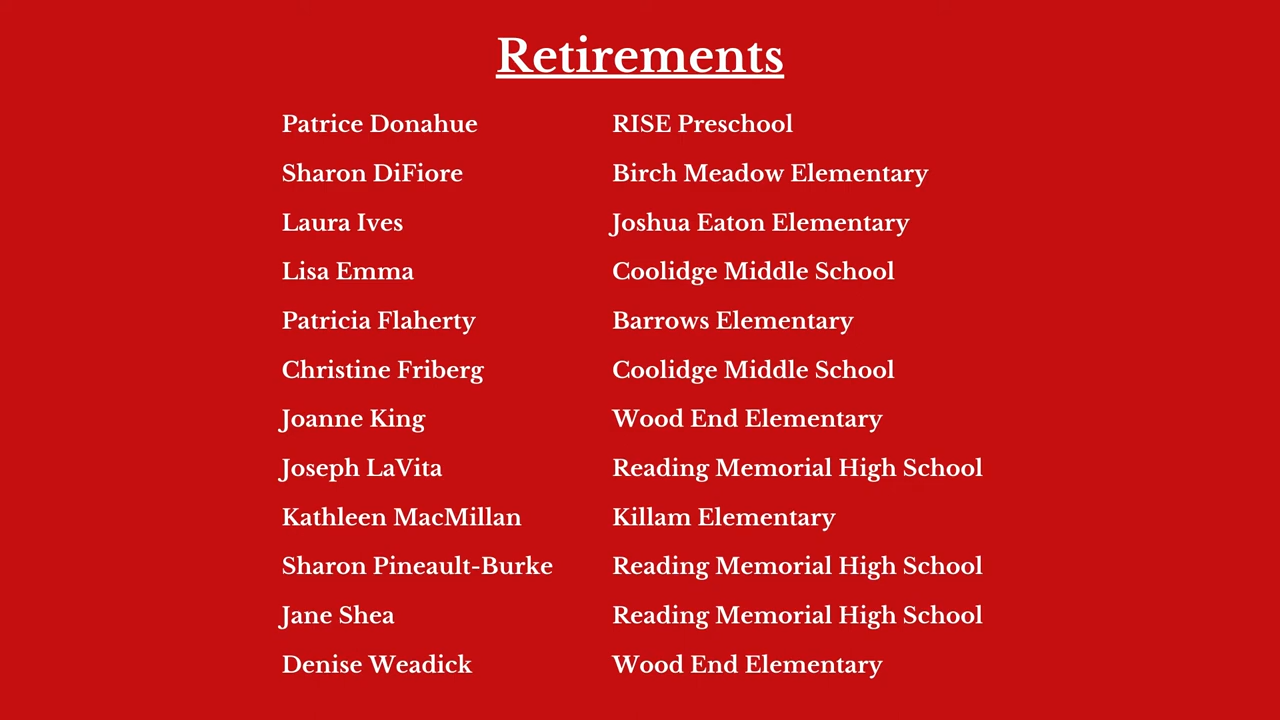 Retirements
Patrice Donahue RISE Preschool
Sharon DiFiore Birch Meadow Elementary
Laura Ives Joshua Eaton Elementary
Lisa Emma Coolidge Middle School
Patricia Flaherty Barrows Elementary
Christine Friberg Coolidge Middle School
Joanne King Wood End Elementary
Joseph LaVita Reading Memorial High School
Kathleen MacMillan Killam Elementary
Sharon Pineault-Burke Reading Memorial High School
Jane Shea Reading Memorial High School
Denise Weadick Wood End Elementary